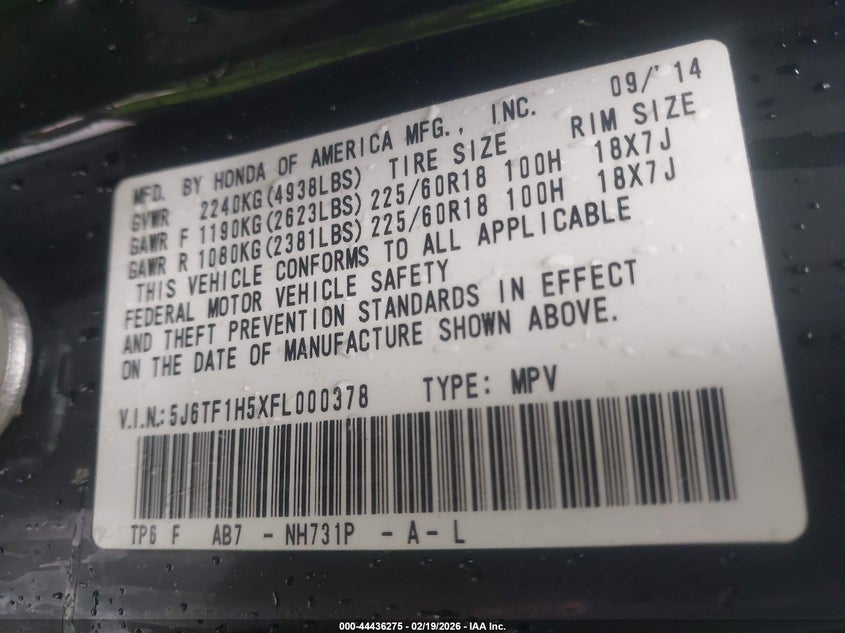 09/'14
MFD. BY HONDA OF AMERICA MFG., INC.
GVWR 2240KG(4938LBS) TIRE SIZE RIM SIZE
GAWR F 1190KG(2623LBS) 225/60R18 100H 18X7J
GAWR R 1080KG(2381LBS) 225/60R18 100H 18X7J
THIS VEHICLE CONFORMS TO ALL APPLICABLE
FEDERAL MOTOR VEHICLE SAFETY
AND THEFT PREVENTION STANDARDS IN EFFECT
ON THE DATE OF MANUFACTURE SHOWN ABOVE.
V.I.N.: 5J6TF1H5XFL000378 TYPE: MPV
TP6 F AB7 - NH731P - A - L
000-44436275 - 02/19/2026 - IAA Inc.